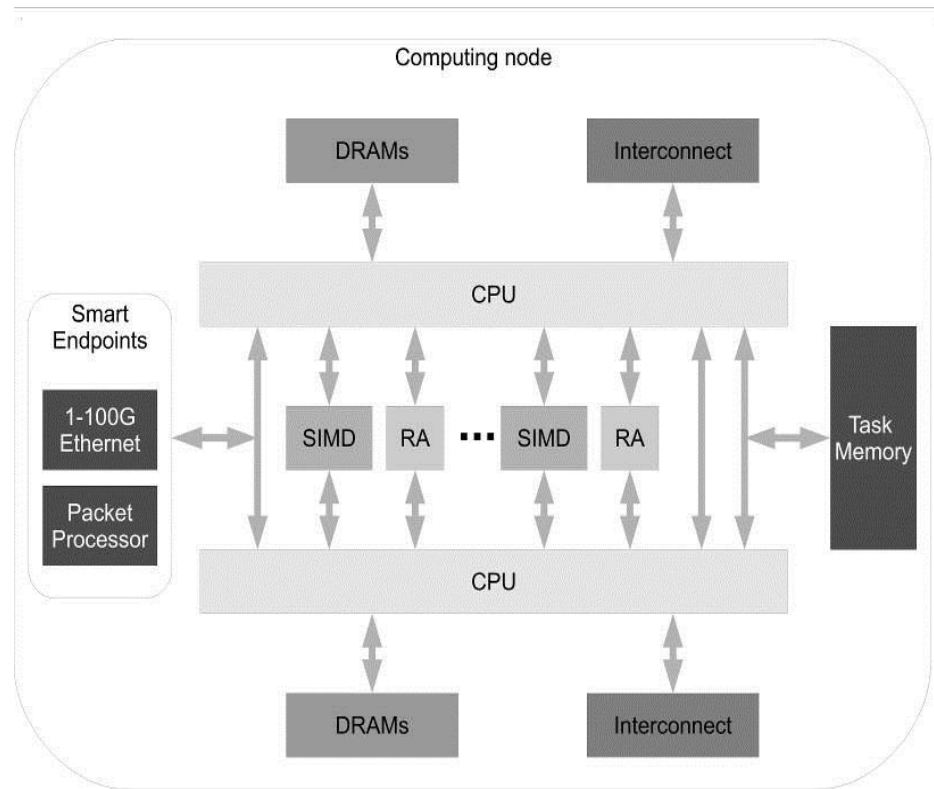 Computing node
DRAMs
Interconnect
CPU
Smart
Endpoints
1-100G
Ethernet
Packet
Processor
SIMD
RA
...
SIMD
RA
Task
Memory
CPU
DRAMs
Interconnect